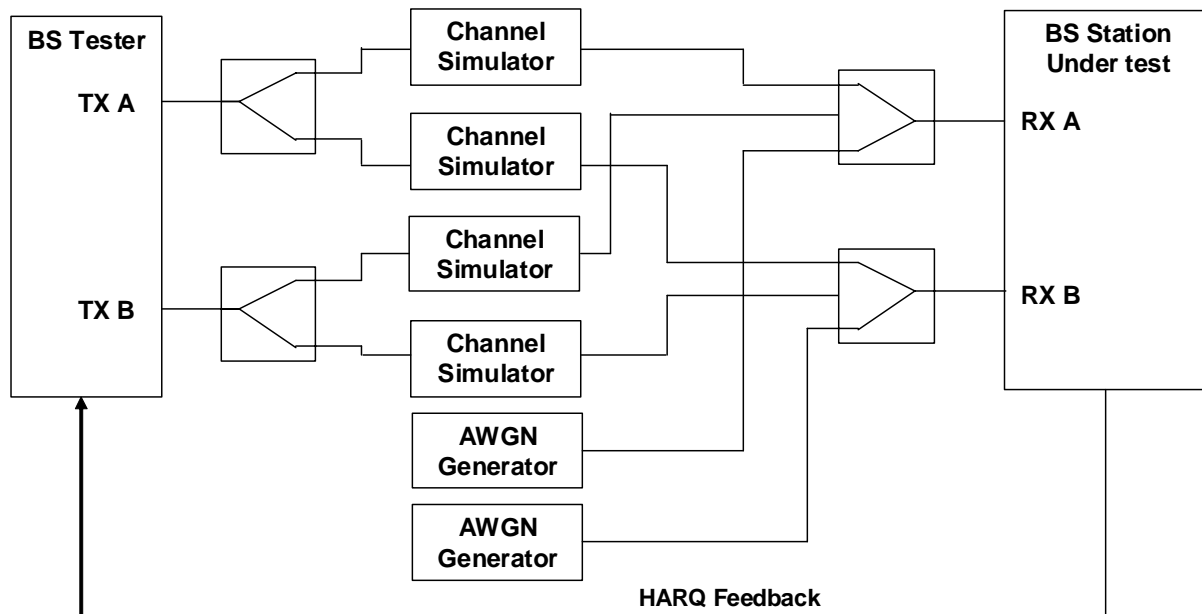 BS Tester
TX A
TX B
Channel
Simulator
Channel
Simulator
Channel
Simulator
Channel
Simulator
AWGN
Generator
AWGN
Generator
BS Station
Under test
RX A
RX B
HARQ Feedback